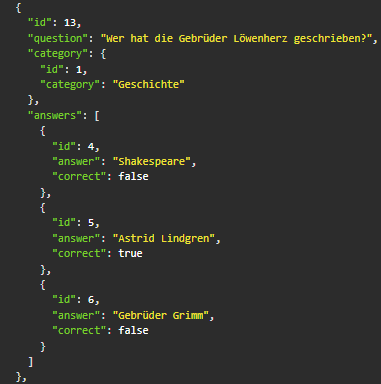 {
"id": 13,
"question": "Wer hat die Gebrüder Löwenherz geschrieben?",
"category": {
"id": 1,
"category": "Geschichte"
},
"answers": [
{
"id": 4,
"answer": "Shakespeare",
"correct": false
},
{
"id": 5,
"answer": "Astrid Lindgren",
"correct": true
},
{
"id": 6,
"answer": "Gebrüder Grimm",
"correct": false
}
]
},